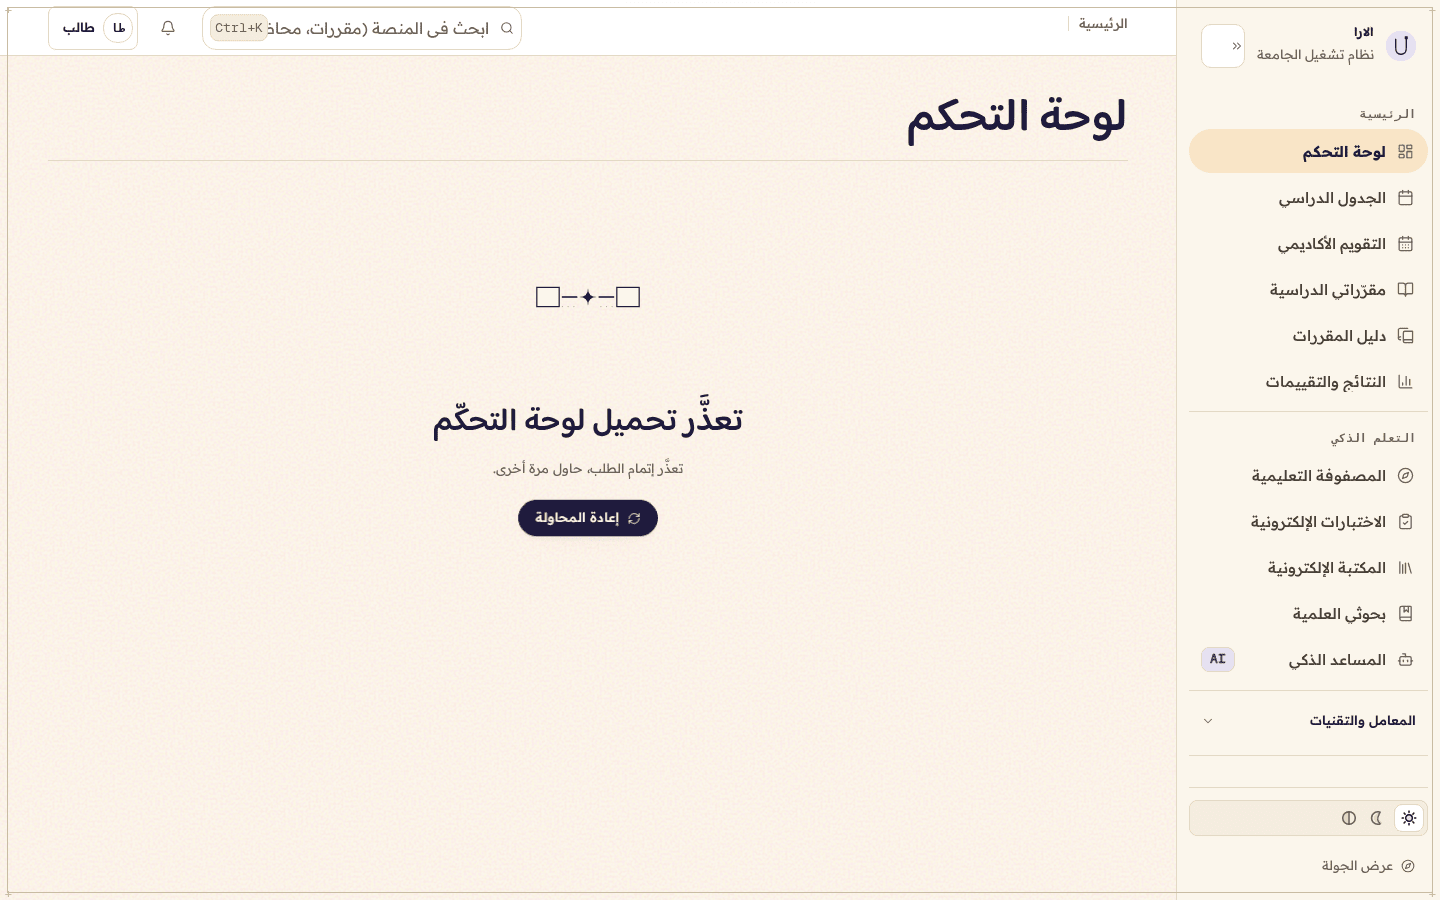 الارا
نظام تشغيل الجامعة
الرئيسية
لوحة التحكم
الجدول الدراسي
التقويم الأكاديمي
مقرّراتي الدراسية
دليل المقررات
النتائج والتقييمات
التعلم الذكي
المصفوفة التعليمية
الاختبارات الإلكترونية
المكتبة الإلكترونية
بحوثي العلمية
المساعد الذكي AI
المعامل والتقنيات
عرض الجولة
الرئيسية
ابحث في المنصة (مقررات، Ctrl+K
طا طالب
لوحة التحكم
تعذَّر تحميل لوحة التحكّم
تعذَّر إتمام الطلب، حاول مرة أخرى.
إعادة المحاولة